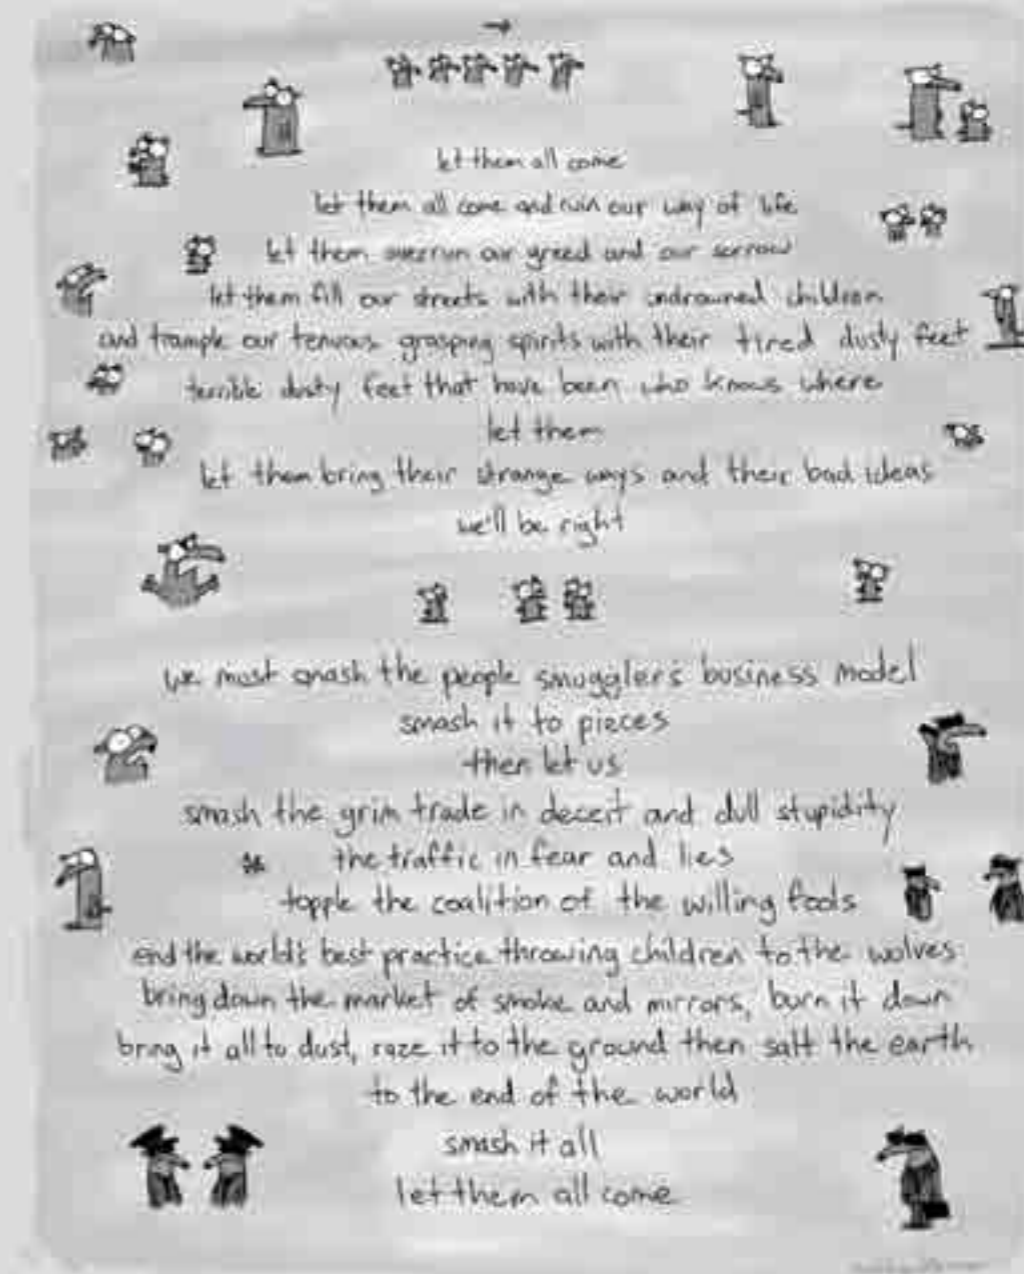 let them all come
let them all come and ruin our way of life
let them overrun our greed and our sorrow
let them fill our streets with their undrowned children
and trample our tenuous grasping spirits with their tired dusty feet
terrible dusty feet that have been who knows where
let them
let them bring their strange ways and their bad ideas
we'll be right
we must smash the people smuggler's business model
smash it to pieces
then let us
smash the grim trade in deceit and dull stupidity
the traffic in fear and lies
topple the coalition of the willing fools
end the world's best practice throwing children to the wolves
bring down the market of smoke and mirrors, burn it down
bring it all to dust, raze it to the ground then salt the earth
to the end of the world
smash it all
let them all come